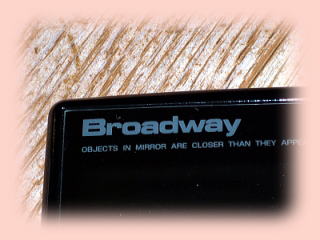 Broadway
OBJECTS IN MIRROR ARE CLOSER THAN THEY